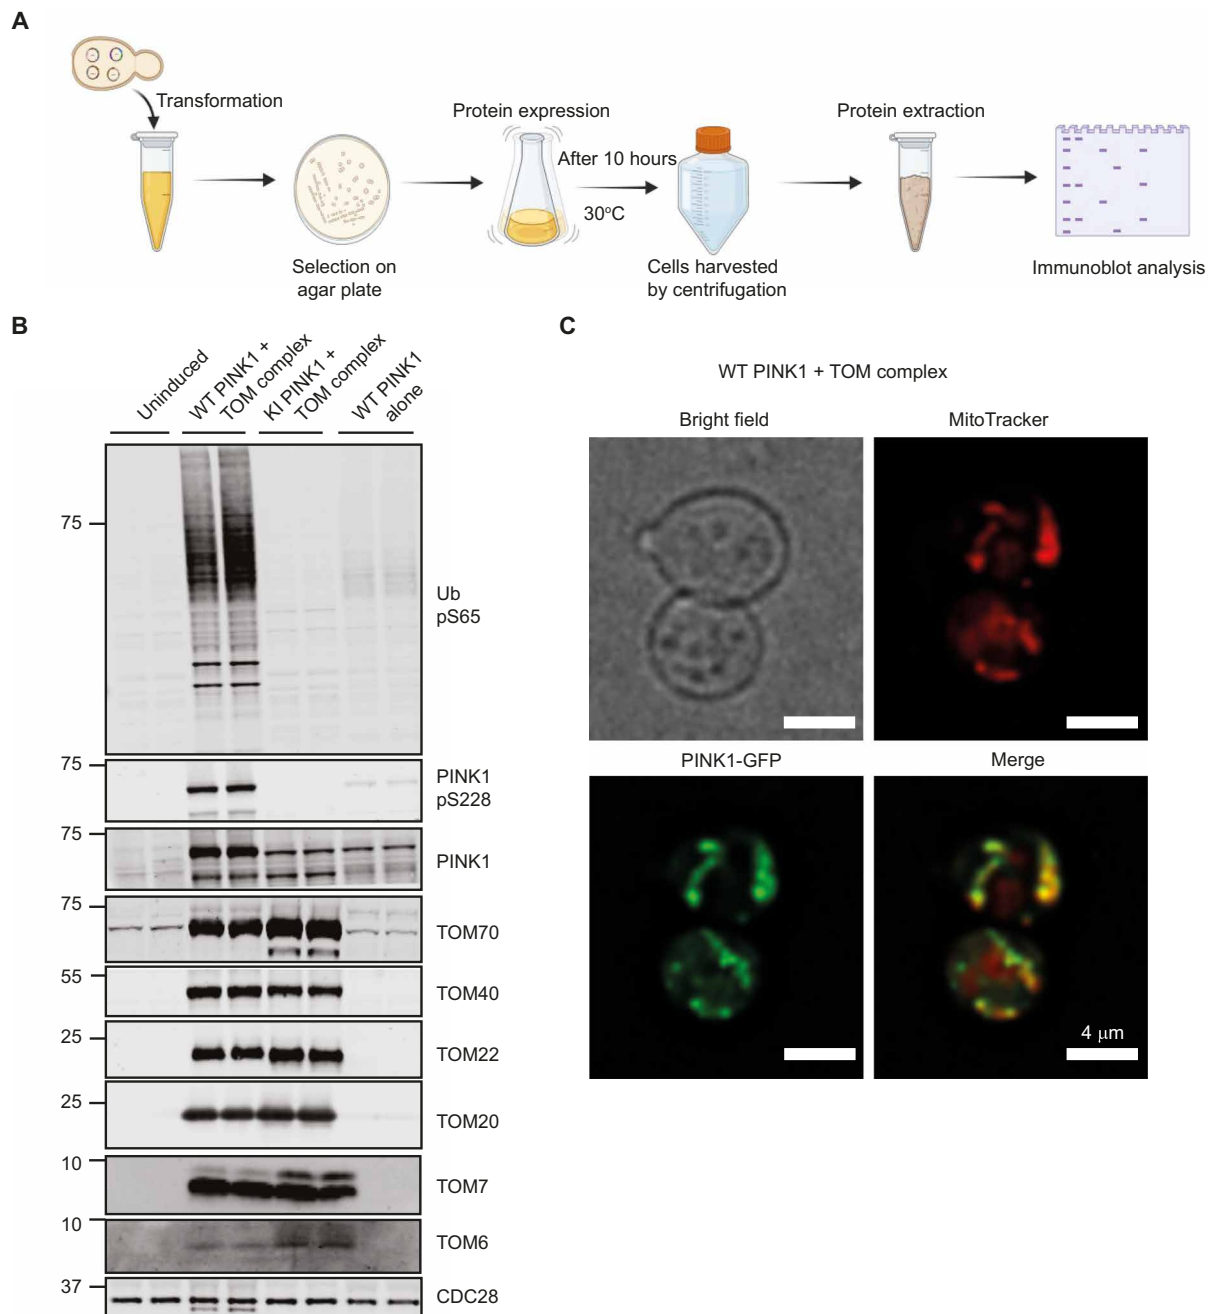 A
Transformation
Protein expression
Protein extraction
After 10 hours
30°C
Selection on
agar plate
Cells harvested
by centrifugation
Immunoblot analysis
B
Uninduced
WT PINK1 +
TOM complex
KI PINK1 +
TOM complex
WT PINK1
alone
75
Ub
pS65
75
PINK1
pS228
75
PINK1
75
TOM70
55
TOM40
25
TOM22
25
TOM20
10
TOM7
10
TOM6
37
CDC28
C
WT PINK1 + TOM complex
Bright field
MitoTracker
PINK1-GFP
Merge
4 μm